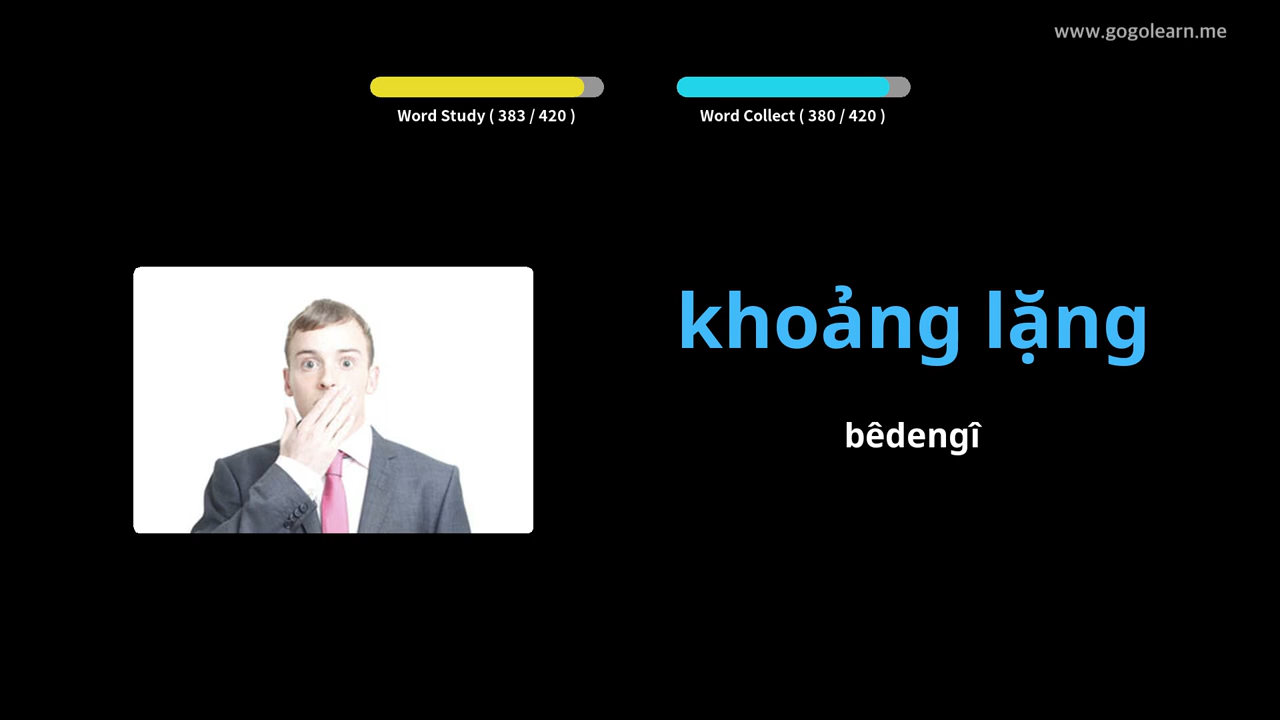 www.gogolearn.me
Word Study ( 383 / 420 )
Word Collect ( 380 / 420 )
khoảng lặng
bêdengî